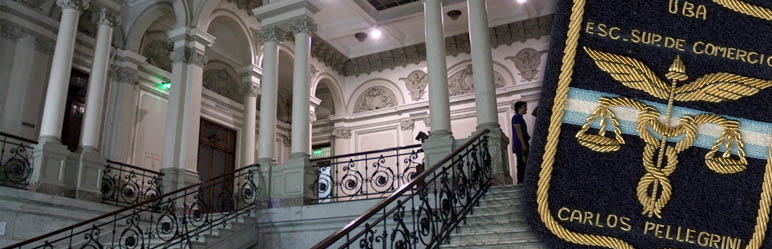 UBA
ESC. SUP. DE COMERCIO
CARLOS PELLEGRINI